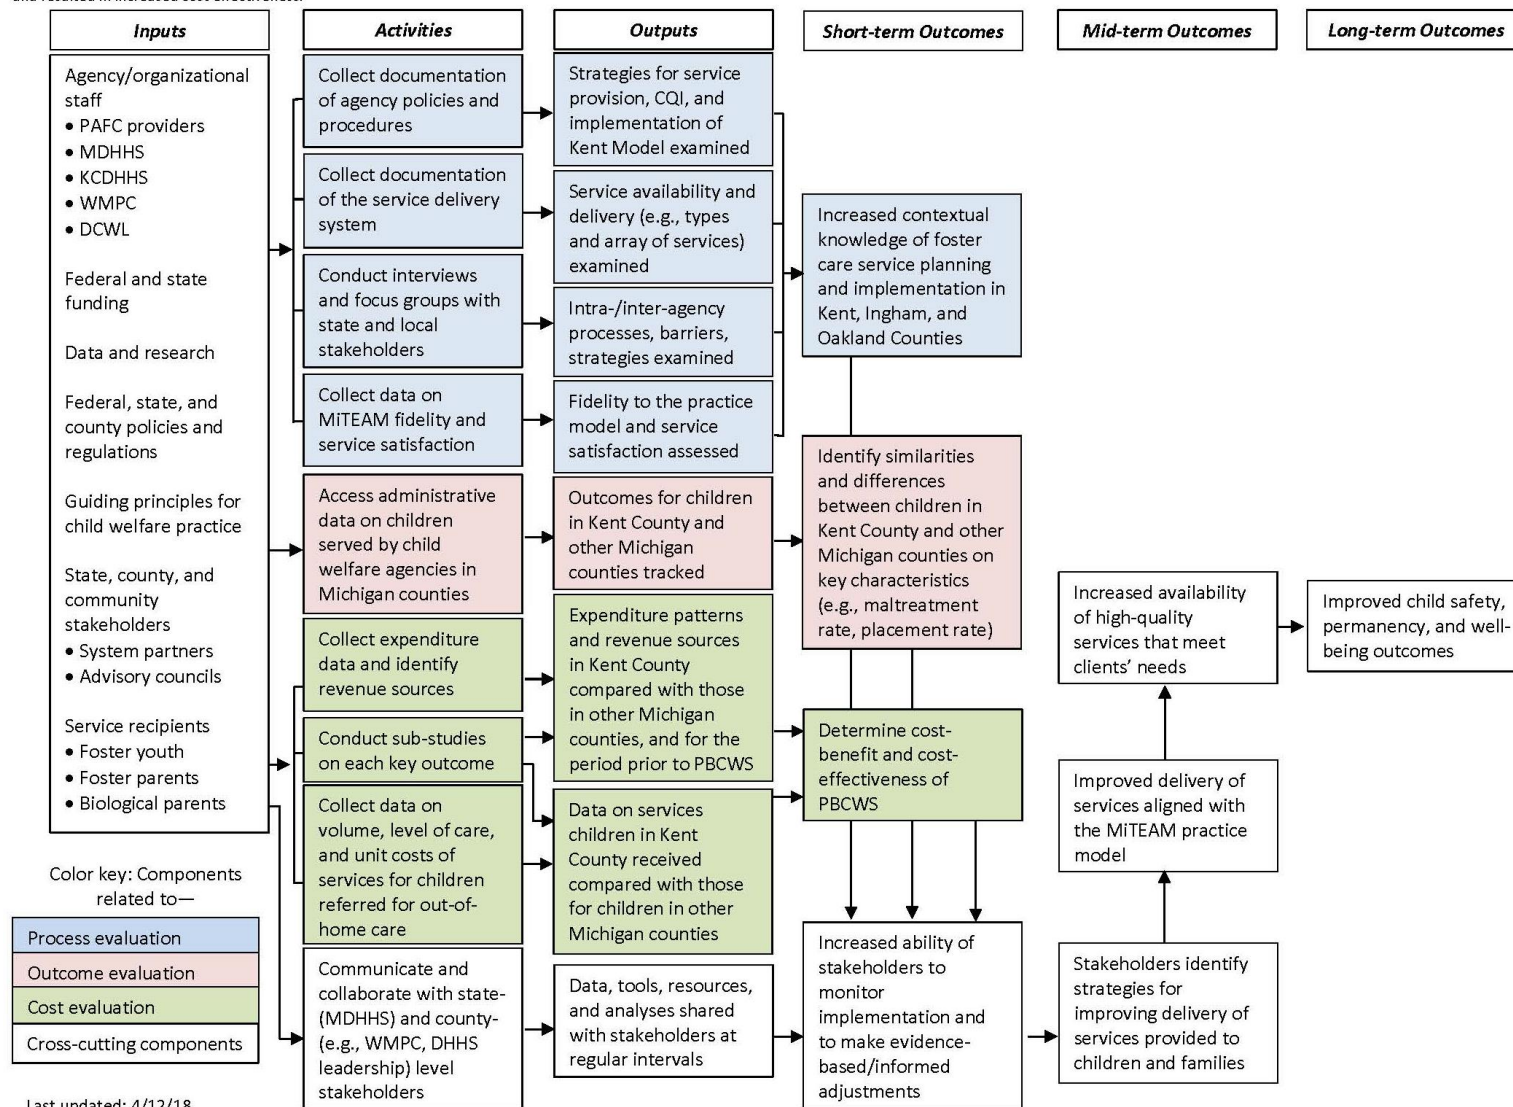 and resulted in increased cost effectiveness.
Inputs
Activities
Outputs
Short-term Outcomes
Mid-term Outcomes
Long-term Outcomes
Agency/organizational
staff
• PAFC providers
• MDHHS
• KCDHHS
• WMPC
• DCWL
Federal and state
funding
Data and research
Federal, state, and
county policies and
regulations
Guiding principles for
child welfare practice
State, county, and
community
stakeholders
• System partners
• Advisory councils
Service recipients
• Foster youth
• Foster parents
• Biological parents
Color key: Components
related to—
Process evaluation
Outcome evaluation
Cost evaluation
Cross-cutting components
Last updated: 4/12/18
Collect documentation
of agency policies and
procedures
Collect documentation
of the service delivery
system
Conduct interviews
and focus groups with
state and local
stakeholders
Collect data on
MiTEAM fidelity and
service satisfaction
Access administrative
data on children
served by child
welfare agencies in
Michigan counties
Collect expenditure
data and identify
revenue sources
Conduct sub-studies
on each key outcome
Collect data on
volume, level of care,
and unit costs of
services for children
referred for out-of-
home care
Communicate and
collaborate with state-
(MDHHS) and county-
(e.g., WMPC, DHHS
leadership) level
stakeholders
Strategies for service
provision, CQI, and
implementation of
Kent Model examined
Service availability and
delivery (e.g., types
and array of services)
examined
Intra-/inter-agency
processes, barriers,
strategies examined
Fidelity to the practice
model and service
satisfaction assessed
Outcomes for children
in Kent County and
other Michigan
counties tracked
Expenditure patterns
and revenue sources
in Kent County
compared with those
in other Michigan
counties, and for the
period prior to PBCWS
Data on services
children in Kent
County received
compared with those
for children in other
Michigan counties
Data, tools, resources,
and analyses shared
with stakeholders at
regular intervals
Increased contextual
knowledge of foster
care service planning
and implementation in
Kent, Ingham, and
Oakland Counties
Identify similarities
and differences
between children in
Kent County and other
Michigan counties on
key characteristics
(e.g., maltreatment
rate, placement rate)
Determine cost-
benefit and cost-
effectiveness of
PBCWS
Increased ability of
stakeholders to
monitor
implementation and
to make evidence-
based/informed
adjustments
Increased availability
of high-quality
services that meet
clients' needs
Improved delivery of
services aligned with
the MiTEAM practice
model
Stakeholders identify
strategies for
improving delivery of
services provided to
children and families
Improved child safety,
permanency, and well-
being outcomes